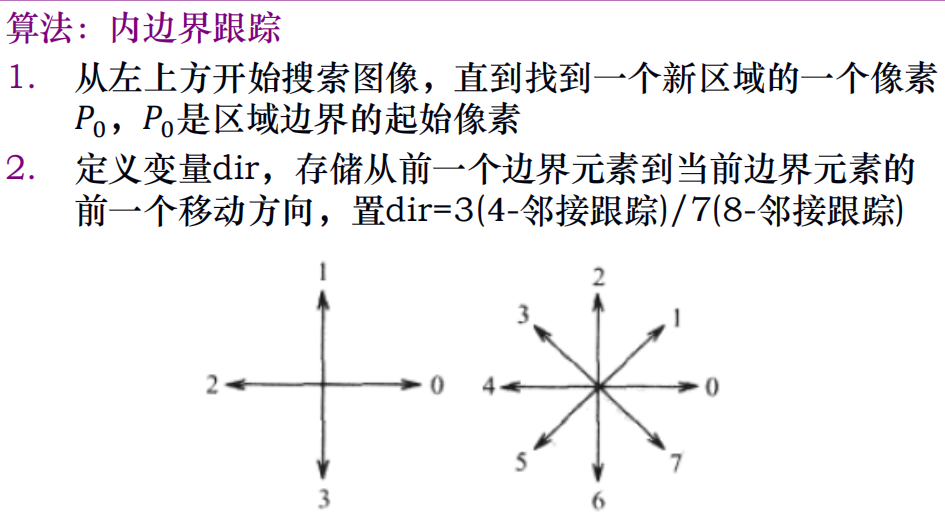 算法：内边界跟踪
1. 从左上方开始搜索图像，直到找到一个新区域的一个像素
P₀，P₀是区域边界的起始像素
2. 定义变量dir，存储从前一个边界元素到当前边界元素的
前一个移动方向，置dir=3(4-邻接跟踪)/7(8-邻接跟踪)
1
2 0
3
2
3 1
4 0
5 7
6